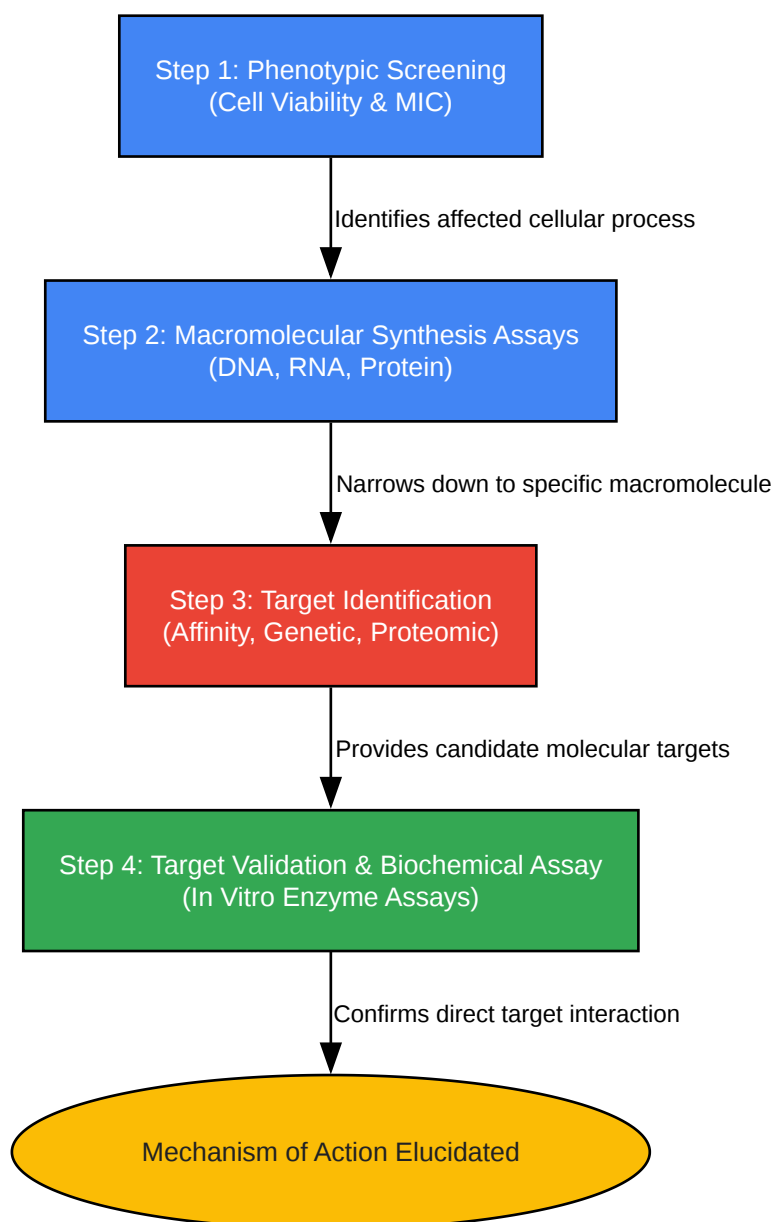 Step 1: Phenotypic Screening
(Cell Viability & MIC)
Identifies affected cellular process
Step 2: Macromolecular Synthesis Assays
(DNA, RNA, Protein)
Narrows down to specific macromolecule
Step 3: Target Identification
(Affinity, Genetic, Proteomic)
Provides candidate molecular targets
Step 4: Target Validation & Biochemical Assay
(In Vitro Enzyme Assays)
Confirms direct target interaction
Mechanism of Action Elucidated